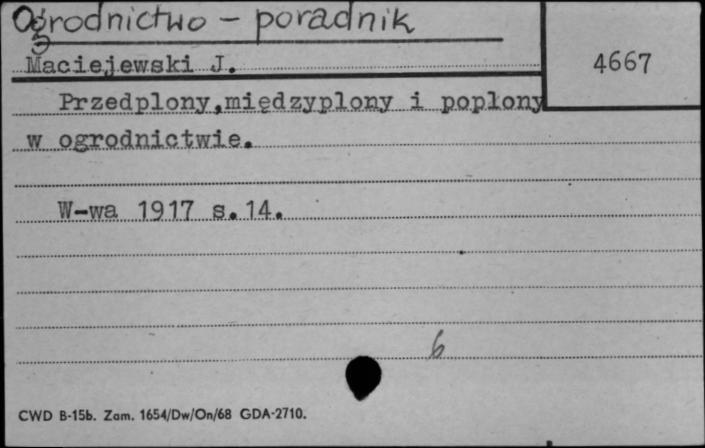 Ogrodnictwo - poradnik
Maciejewski J.
4667
Przedplony,międzyplony i poplony
w ogrodnictwie.
W-wa 1917 s.14.
6
CWD B-15b. Zam. 1654/Dw/On/68 GDA-2710.